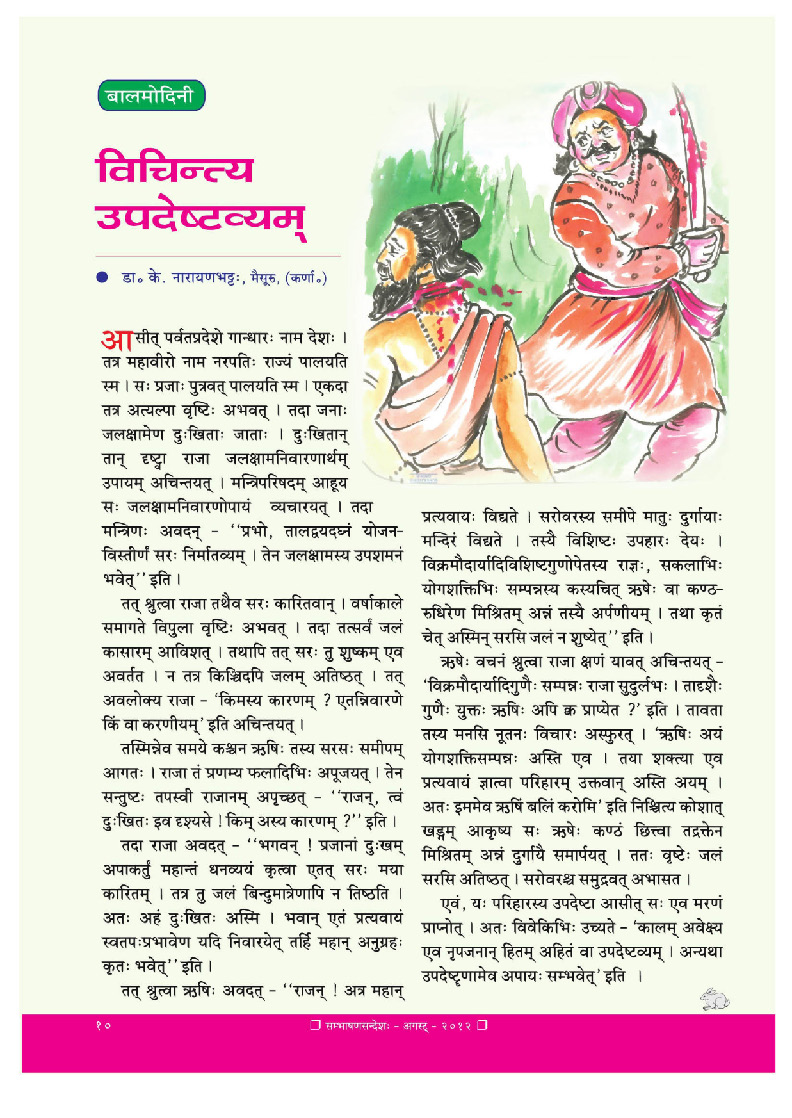 बालमोदिनी
विचिन्त्य
उपदेष्टव्यम्
● डा॰ के. नारायणभट्टः, मैसूरु, (कर्णा॰)
आसीत् पर्वतप्रदेशे गान्धारः नाम देशः ।
तत्र महावीरो नाम नरपतिः राज्यं पालयति
स्म । सः प्रजाः पुत्रवत् पालयति स्म । एकदा
तत्र अत्यल्पा वृष्टिः अभवत् । तदा जनाः
जलक्षामेण दुःखिताः जाताः । दुःखितान्
तान् दृष्ट्वा राजा जलक्षामनिवारणार्थम्
उपायम् अचिन्तयत् । मन्त्रिपरिषदम् आहूय
सः जलक्षामनिवारणोपायं व्यचारयत् । तदा
मन्त्रिणः अवदन् – ‘‘प्रभो, तालद्वयदघ्नं योजन-
विस्तीर्णं सरः निर्मातव्यम् । तेन जलक्षामस्य उपशमनं
भवेत्’’ इति ।
तत् श्रुत्वा राजा तथैव सरः कारितवान् । वर्षाकाले
समागते विपुला वृष्टिः अभवत् । तदा तत्सर्वं जलं
कासारम् आविशत् । तथापि तत् सरः तु शुष्कम् एव
अवर्तत । न तत्र किञ्चिदपि जलम् अतिष्ठत् । तत्
अवलोक्य राजा – ‘किमस्य कारणम् ? एतन्निवारणे
किं वा करणीयम्’ इति अचिन्तयत् ।
तस्मिन्नेव समये कश्चन ऋषिः तस्य सरसः समीपम्
आगतः । राजा तं प्रणम्य फलादिभिः अपूजयत् । तेन
सन्तुष्टः तपस्वी राजानम् अपृच्छत् – ‘‘राजन्, त्वं
दुःखितः इव दृश्यसे ! किम् अस्य कारणम् ?’’ इति ।
तदा राजा अवदत् – ‘‘भगवन् ! प्रजानां दुःखम्
अपाकर्तुं महान्तं धनव्ययं कृत्वा एतत् सरः मया
कारितम् । तत्र तु जलं बिन्दुमात्रेणापि न तिष्ठति ।
अतः अहं दुःखितः अस्मि । भवान् एतं प्रत्यवायं
स्वतपःप्रभावेण यदि निवारयेत् तर्हि महान् अनुग्रहः
कृतः भवेत्’’ इति ।
तत् श्रुत्वा ऋषिः अवदत् – ‘‘राजन् ! अत्र महान्
प्रत्यवायः विद्यते । सरोवरस्य समीपे मातुः दुर्गायाः
मन्दिरं विद्यते । तस्यै विशिष्टः उपहारः देयः ।
विक्रमौदार्यादिविशिष्टगुणोपेतस्य राज्ञः, सकलाभिः
योगशक्तिभिः सम्पन्नस्य कस्यचित् ऋषेः वा कण्ठ-
रुधिरेण मिश्रितम् अन्नं तस्यै अर्पणीयम् । तथा कृतं
चेत् अस्मिन् सरसि जलं न शुष्येत्’’ इति ।
ऋषेः वचनं श्रुत्वा राजा क्षणं यावत् अचिन्तयत् –
‘विक्रमौदार्यादिगुणैः सम्पन्नः राजा सुदुर्लभः । तादृशैः
गुणैः युक्तः ऋषिः अपि क्व प्राप्येत ?’ इति । तावता
तस्य मनसि नूतनः विचारः अस्फुरत् । ‘ऋषिः अयं
योगशक्तिसम्पन्नः अस्ति एव । तया शक्त्या एव
प्रत्यवायं ज्ञात्वा परिहारम् उक्तवान् अस्ति अयम् ।
अतः इममेव ऋषिं बलिं करोमि’ इति निश्चित्य कोशात्
खड्गम् आकृष्य सः ऋषेः कण्ठं छित्त्वा तद्रक्तेन
मिश्रितम् अन्नं दुर्गायै समार्पयत् । ततः वृष्टेः जलं
सरसि अतिष्ठत् । सरोवरश्च समुद्रवत् अभासत ।
एवं, यः परिहारस्य उपदेष्टा आसीत् सः एव मरणं
प्राप्नोत् । अतः विवेकिभिः उच्यते – ‘कालम् अवेक्ष्य
एव नृपजनान् हितम् अहितं वा उपदेष्टव्यम् । अन्यथा
उपदेष्टॄणामेव अपायः सम्भवेत्’ इति ।
१० ❐ सम्भाषणसन्देशः – अगस्ट् – २०१२ ❐